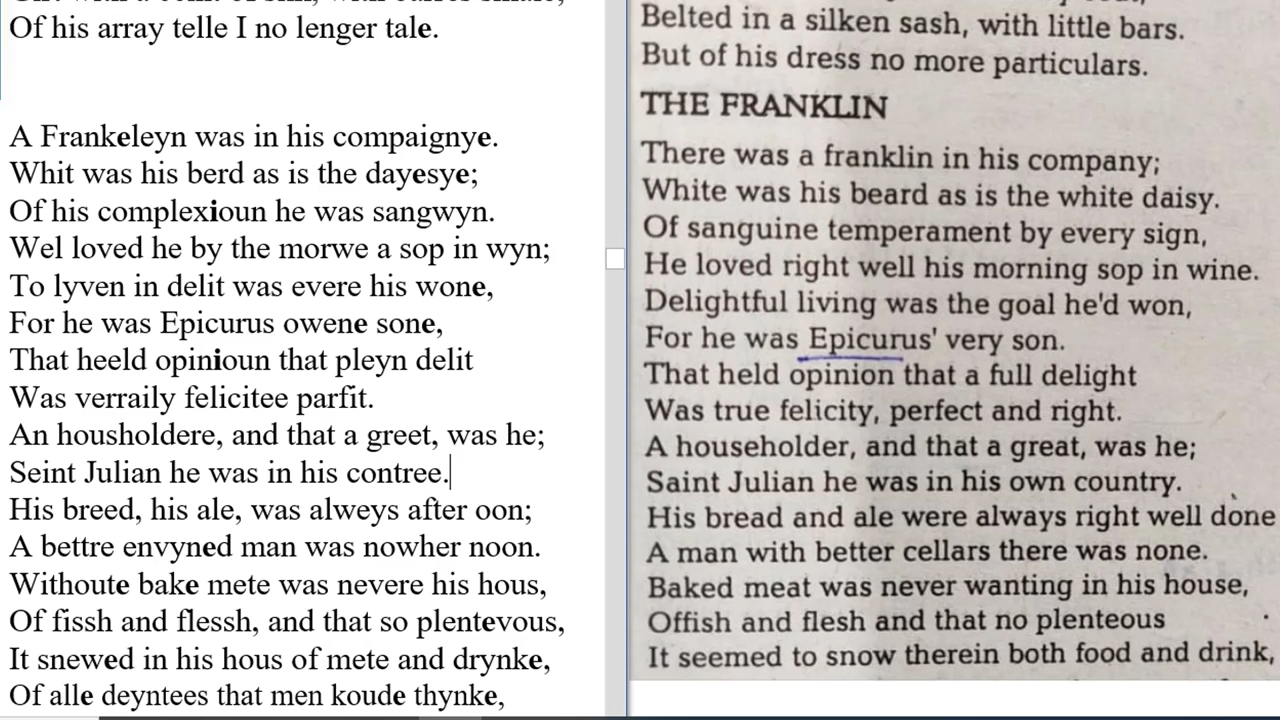 Of his array telle I no lenger tale.
A Frankeleyn was in his compaignye.
Whit was his berd as is the dayesye;
Of his complexioun he was sangwyn.
Wel loved he by the morwe a sop in wyn;
To lyven in delit was evere his wone,
For he was Epicurus owene sone,
That heeld opinioun that pleyn delit
Was verraily felicitee parfit.
An housholdere, and that a greet, was he;
Seint Julian he was in his contree.
His breed, his ale, was alweys after oon;
A bettre envyned man was nowher noon.
Withoute bake mete was nevere his hous,
Of fissh and flessh, and that so plentevous,
It snewed in his hous of mete and drynke,
Of alle deyntees that men koude thynke,
Belted in a silken sash, with little bars.
But of his dress no more particulars.
THE FRANKLIN
There was a franklin in his company;
White was his beard as is the white daisy.
Of sanguine temperament by every sign,
He loved right well his morning sop in wine.
Delightful living was the goal he'd won,
For he was Epicurus' very son.
That held opinion that a full delight
Was true felicity, perfect and right.
A householder, and that a great, was he;
Saint Julian he was in his own country.
His bread and ale were always right well done
A man with better cellars there was none.
Baked meat was never wanting in his house,
Offish and flesh and that no plenteous
It seemed to snow therein both food and drink,